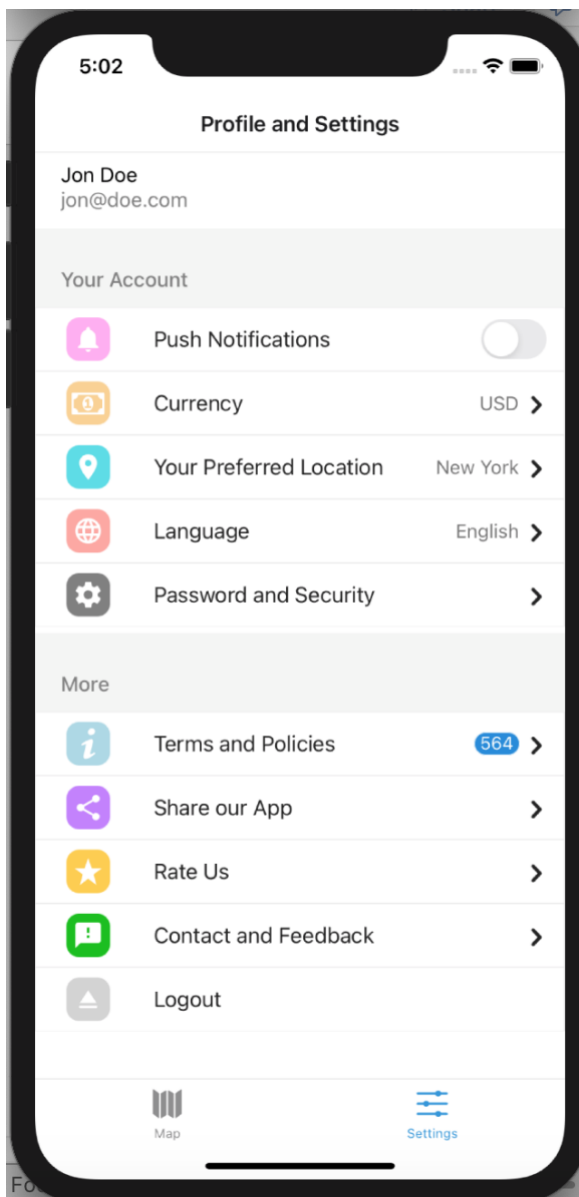 5:02
Profile and Settings
Jon Doe
jon@doe.com
Your Account
Push Notifications
Currency USD
Your Preferred Location New York
Language English
Password and Security
More
Terms and Policies 564
Share our App
Rate Us
Contact and Feedback
Logout
Map Settings